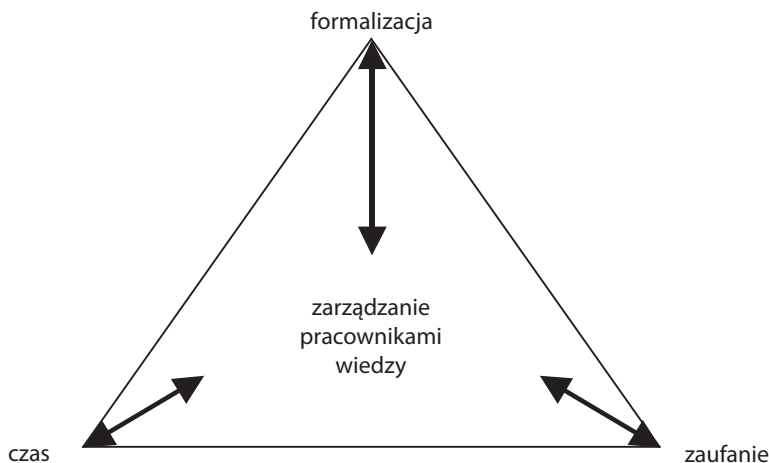 formalizacja
zarządzanie
pracownikami
wiedzy
czas
zaufanie